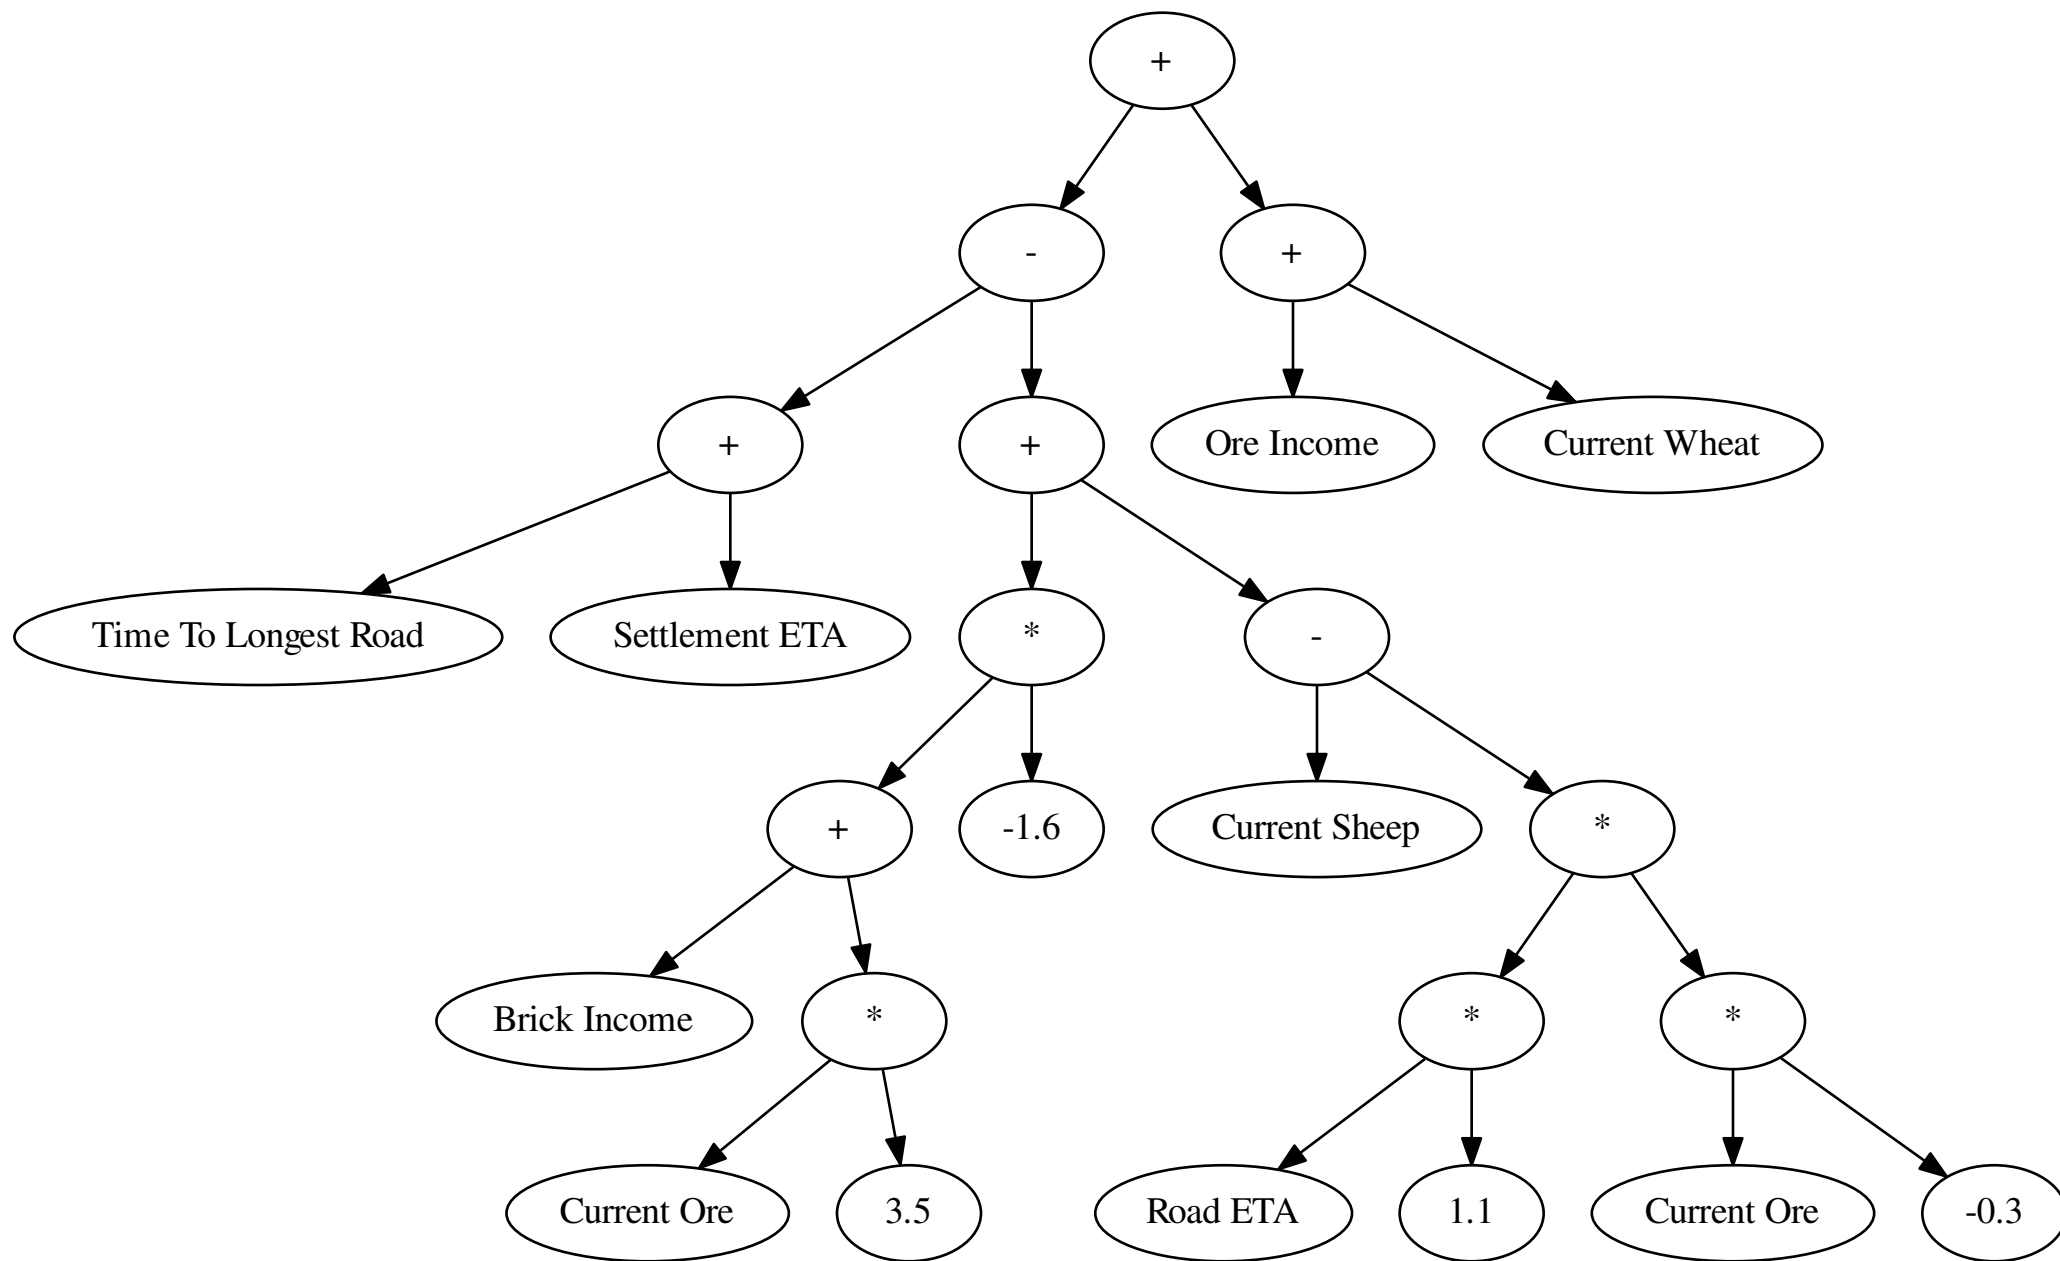 +
-
+
+
+
Ore Income
Current Wheat
Time To Longest Road
Settlement ETA
*
-
+
-1.6
Current Sheep
*
Brick Income
*
*
*
Current Ore
3.5
Road ETA
1.1
Current Ore
-0.3